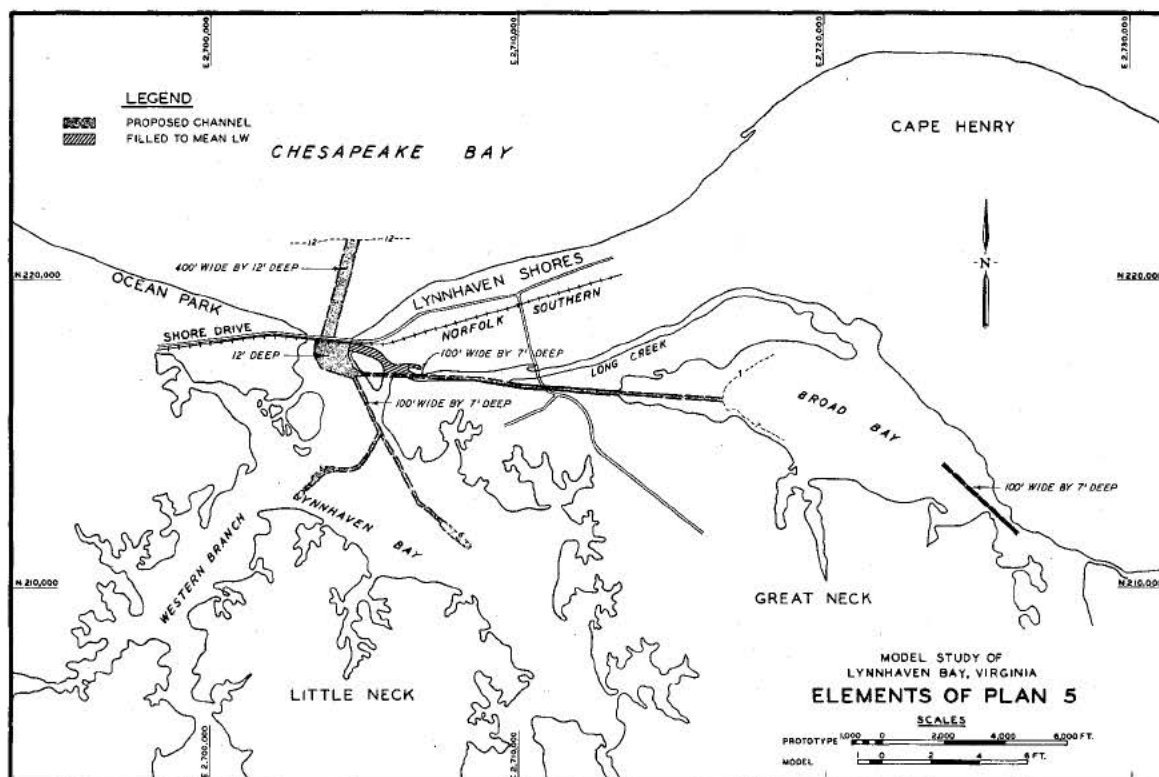 E 2,700,000
E 2,710,000
E 2,720,000
E 2,730,000
LEGEND
PROPOSED CHANNEL
FILLED TO MEAN LW
CHESAPEAKE BAY
CAPE HENRY
N
12
12
N 220,000
N 220,000
400' WIDE BY 12' DEEP
OCEAN PARK
LYNNHAVEN SHORES
SHORE DRIVE
NORFOLK SOUTHERN
12' DEEP
100' WIDE BY 7' DEEP
LONG CREEK
7
100' WIDE BY 7' DEEP
BROAD BAY
7
100' WIDE BY 7' DEEP
LYNNHAVEN BAY
WESTERN BRANCH
N 210,000
N 210,000
GREAT NECK
LITTLE NECK
MODEL STUDY OF
LYNNHAVEN BAY, VIRGINIA
ELEMENTS OF PLAN 5
SCALES
PROTOTYPE 1,000 0 2,000 4,000 6,000 FT.
MODEL 1 0 2 4 6 FT.
E 2,700,000
E 2,710,000